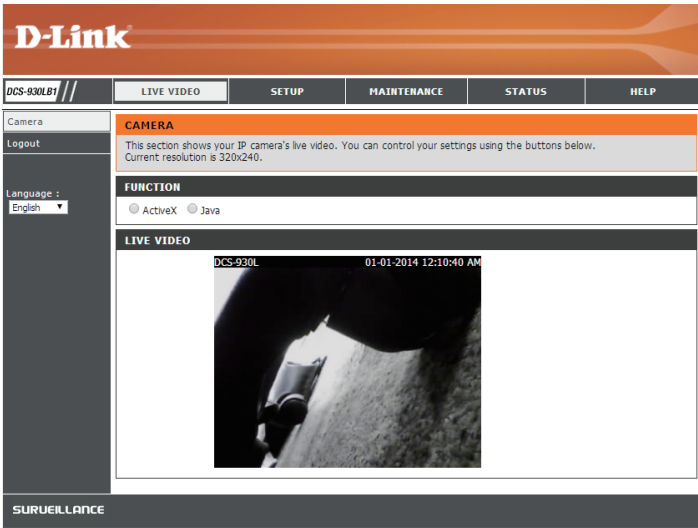 D-Link
DCS-930LB1 // LIVE VIDEO SETUP MAINTENANCE STATUS HELP
Camera
Logout
Language :
English
CAMERA
This section shows your IP camera's live video. You can control your settings using the buttons below.
Current resolution is 320x240.
FUNCTION
ActiveX Java
LIVE VIDEO
DCS-930L 01-01-2014 12:10:40 AM
SURVEILLANCE